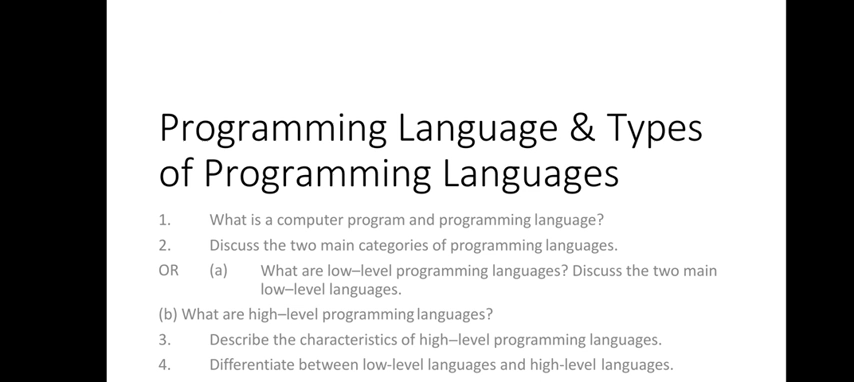 Programming Language & Types
of Programming Languages
1. What is a computer program and programming language?
2. Discuss the two main categories of programming languages.
OR (a) What are low–level programming languages? Discuss the two main
low–level languages.
(b) What are high–level programming languages?
3. Describe the characteristics of high–level programming languages.
4. Differentiate between low-level languages and high-level languages.